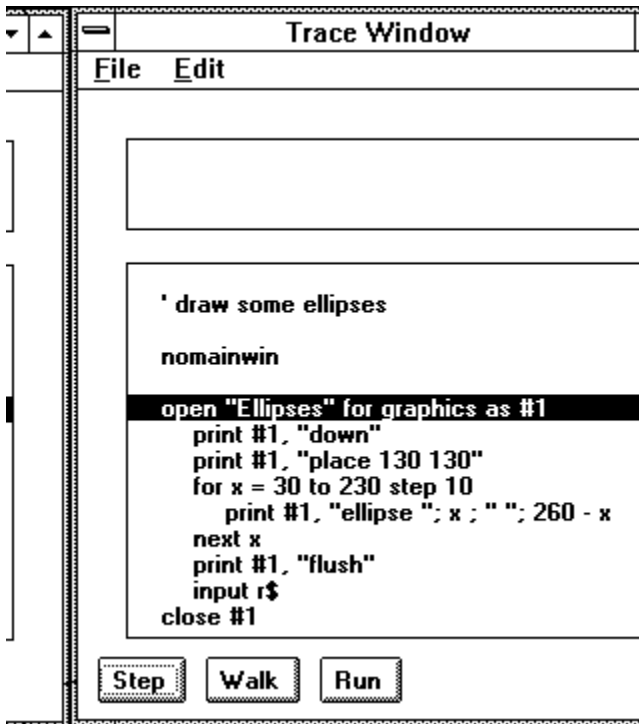 Trace Window
File Edit
' draw some ellipses
nomainwin
open "Ellipses" for graphics as #1
print #1, "down"
print #1, "place 130 130"
for x = 30 to 230 step 10
print #1, "ellipse "; x ; " "; 260 - x
next x
print #1, "flush"
input r$
close #1
Step Walk Run